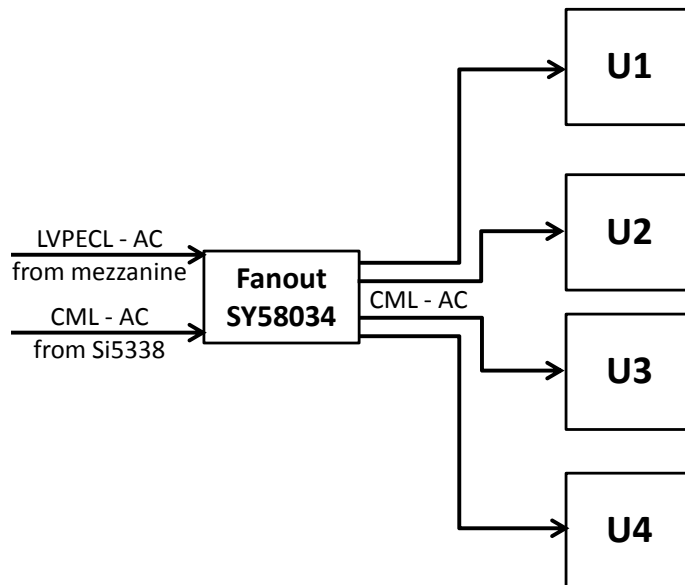 U1
U2
LVPECL - AC
from mezzanine
Fanout
SY58034
CML - AC
CML - AC
from Si5338
U3
U4